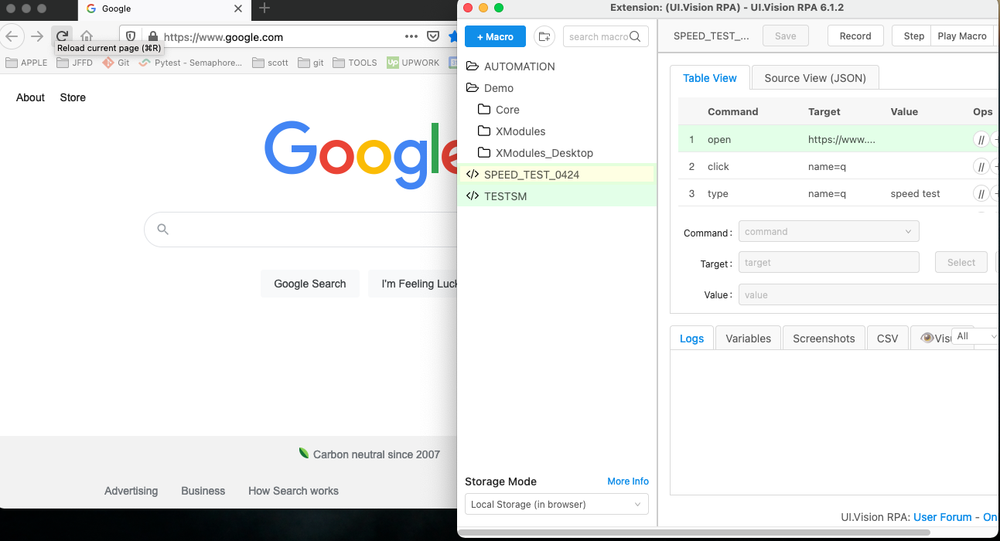 Google
https://www.google.com
Reload current page (⌘R)
APPLE
JFFD
Git
Pytest - Semaphore...
scott
git
TOOLS
Up UPWORK
About
Store
Google
Google Search
I'm Feeling Luck
Carbon neutral since 2007
Advertising
Business
How Search works
Extension: (UI.Vision RPA) - UI.Vision RPA 6.1.2
+ Macro
search macro
AUTOMATION
Demo
Core
XModules
XModules_Desktop
SPEED_TEST_0424
TESTSM
Storage Mode
More Info
Local Storage (in browser)
SPEED_TEST_...
Save
Record
Step
Play Macro
Table View
Source View (JSON)
Command Target Value Ops
1 open https://www.... //
2 click name=q //
3 type name=q speed test //
Command: command
Target: target Select
Value: value
Logs
Variables
Screenshots
CSV
Visu
All
UI.Vision RPA: User Forum - On